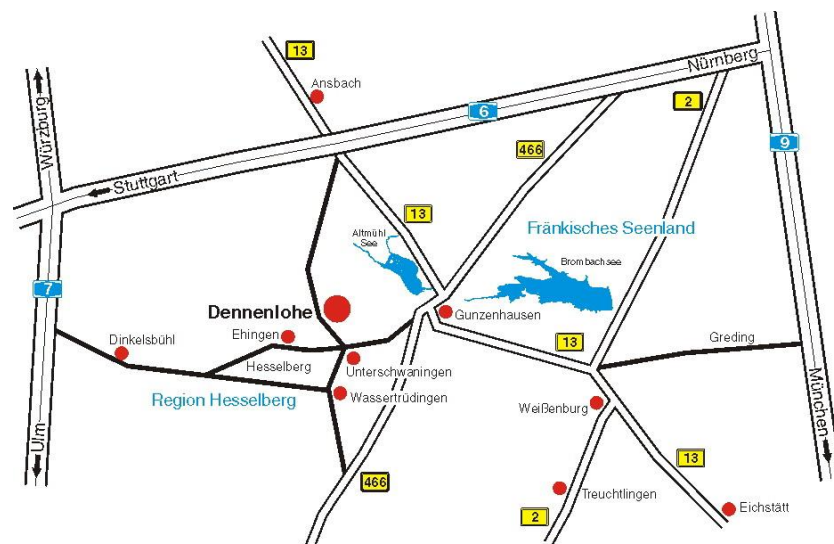 13
Nürnberg
Ansbach
2
Würzburg
6
466
9
Stuttgart
13
Altmühl
See
Fränkisches Seenland
Brombachsee
7
Dennenlohe
Gunzenhausen
Dinkelsbühl
Ehingen
13
Greding
Hesselberg
Unterschwaningen
Region Hesselberg
Wassertrüdingen
München
Weißenburg
Ulm
13
466
Treuchtlingen
Eichstätt
2